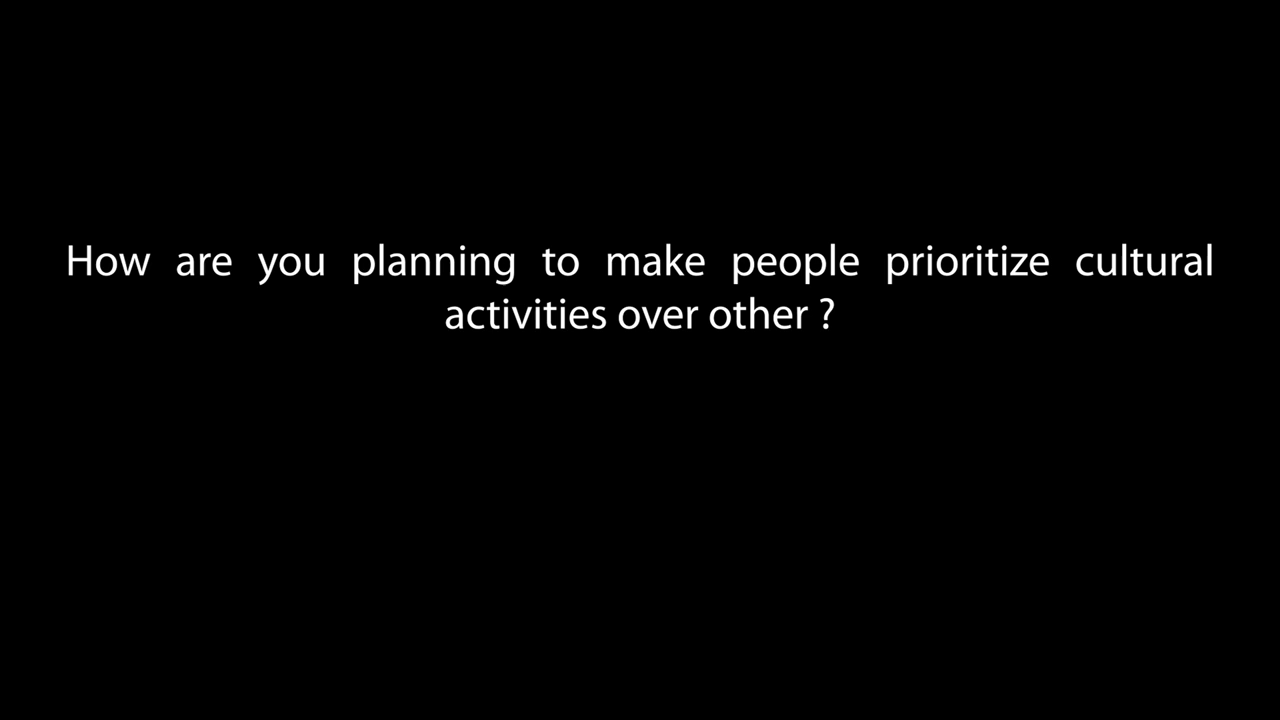 How are you planning to make people prioritize cultural
activities over other ?